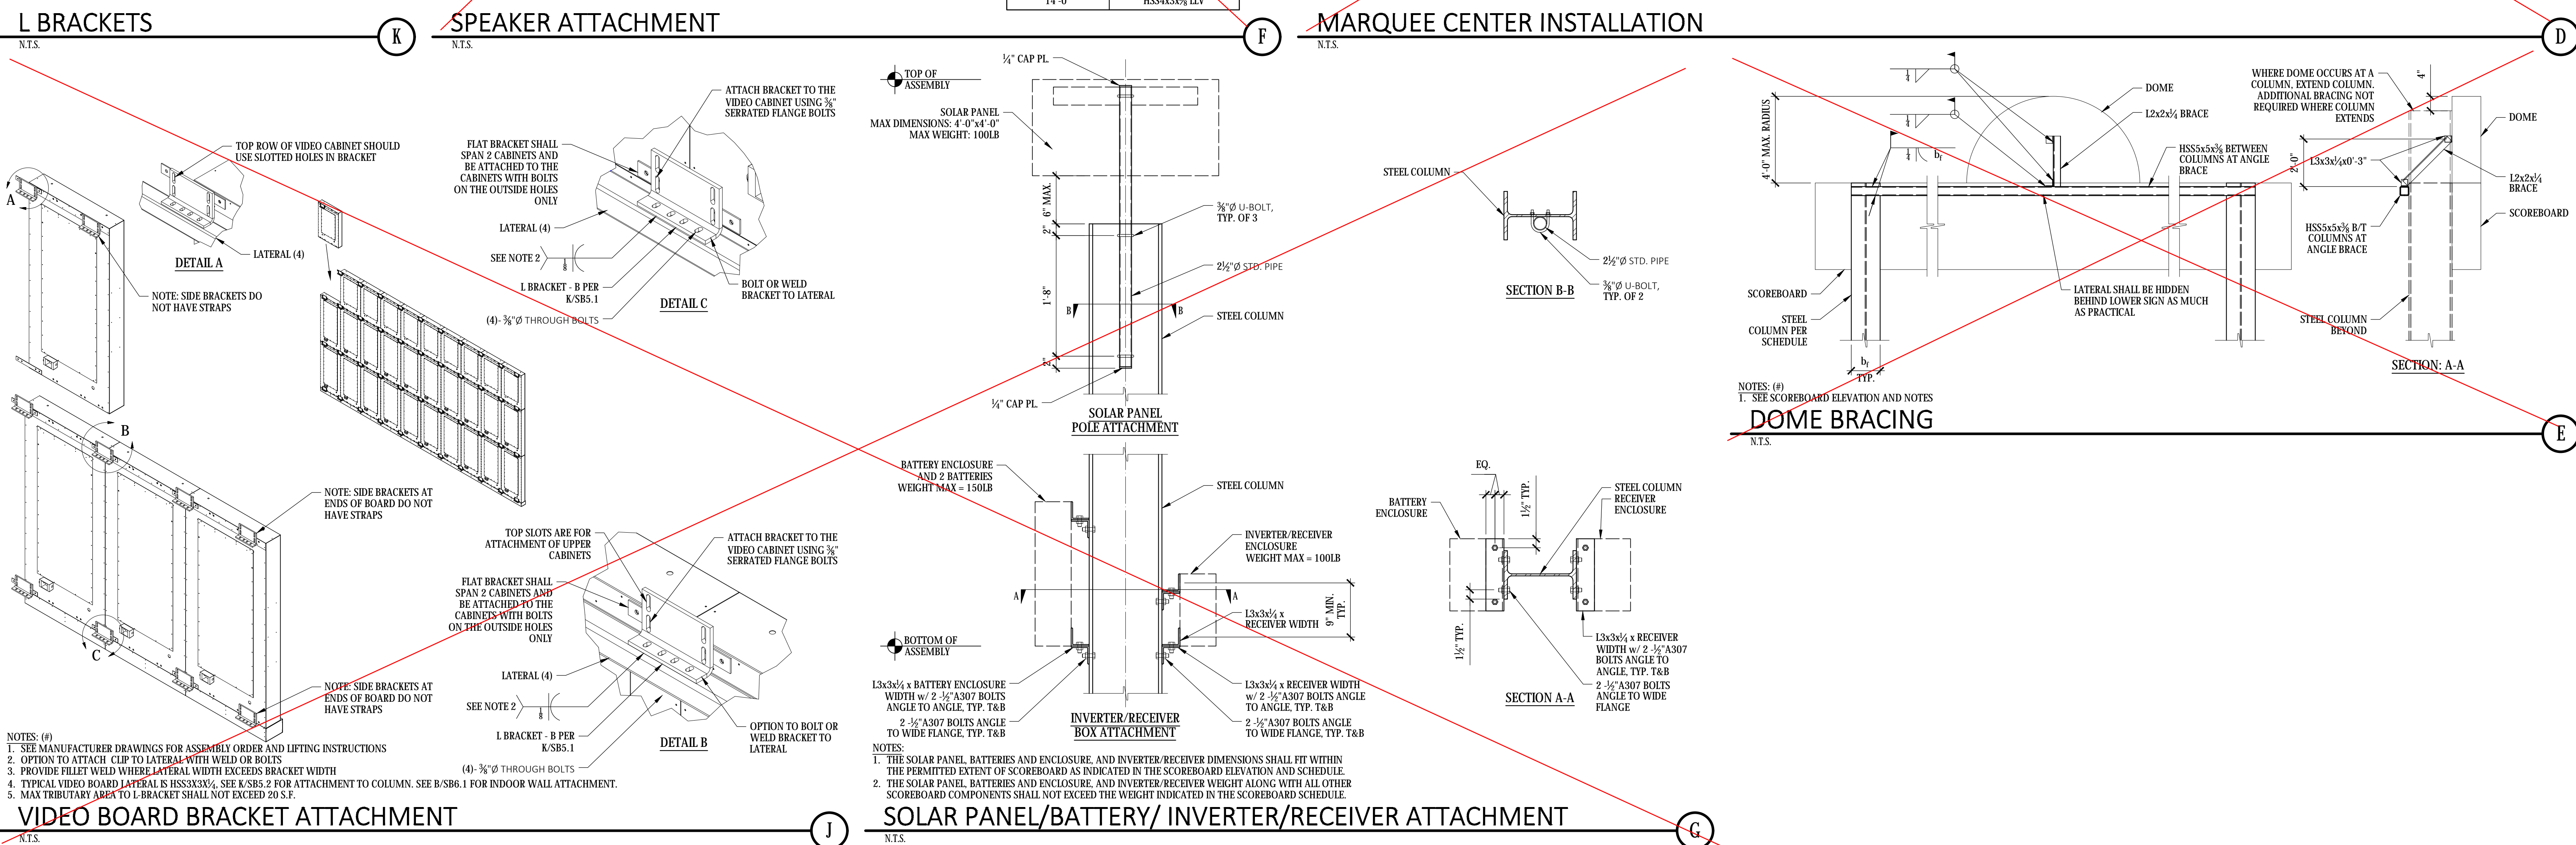 14'-0"
HSS4x3x⅜ LLV
L BRACKETS
N.T.S.
K
SPEAKER ATTACHMENT
N.T.S.
F
MARQUEE CENTER INSTALLATION
N.T.S.
D
A
TOP ROW OF VIDEO CABINET SHOULD
USE SLOTTED HOLES IN BRACKET
LATERAL (4)
DETAIL A
NOTE: SIDE BRACKETS DO
NOT HAVE STRAPS
B
C
NOTE: SIDE BRACKETS AT
ENDS OF BOARD DO NOT
HAVE STRAPS
NOTE: SIDE BRACKETS AT
ENDS OF BOARD DO NOT
HAVE STRAPS
ATTACH BRACKET TO THE
VIDEO CABINET USING ⅜"
SERRATED FLANGE BOLTS
FLAT BRACKET SHALL
SPAN 2 CABINETS AND
BE ATTACHED TO THE
CABINETS WITH BOLTS
ON THE OUTSIDE HOLES
ONLY
LATERAL (4)
SEE NOTE 2
1
8
L BRACKET - B PER
K/SB5.1
(4)- ⅜"Ø THROUGH BOLTS
BOLT OR WELD
BRACKET TO LATERAL
DETAIL C
TOP SLOTS ARE FOR
ATTACHMENT OF UPPER
CABINETS
ATTACH BRACKET TO THE
VIDEO CABINET USING ⅜"
SERRATED FLANGE BOLTS
FLAT BRACKET SHALL
SPAN 2 CABINETS AND
BE ATTACHED TO THE
CABINETS WITH BOLTS
ON THE OUTSIDE HOLES
ONLY
LATERAL (4)
SEE NOTE 2
1
8
L BRACKET - B PER
K/SB5.1
(4)- ⅜"Ø THROUGH BOLTS
OPTION TO BOLT OR
WELD BRACKET TO
LATERAL
DETAIL B
NOTES: (#)
1. SEE MANUFACTURER DRAWINGS FOR ASSEMBLY ORDER AND LIFTING INSTRUCTIONS
2. OPTION TO ATTACH CLIP TO LATERAL WITH WELD OR BOLTS
3. PROVIDE FILLET WELD WHERE LATERAL WIDTH EXCEEDS BRACKET WIDTH
4. TYPICAL VIDEO BOARD LATERAL IS HSS3X3X¼, SEE K/SB5.2 FOR ATTACHMENT TO COLUMN. SEE B/SB6.1 FOR INDOOR WALL ATTACHMENT.
5. MAX TRIBUTARY AREA TO L-BRACKET SHALL NOT EXCEED 20 S.F.
VIDEO BOARD BRACKET ATTACHMENT
N.T.S.
J
¼" CAP PL.
TOP OF
ASSEMBLY
SOLAR PANEL
MAX DIMENSIONS: 4'-0"x4'-0"
MAX WEIGHT: 100LB
6" MAX.
2"
1'-8"
2"
⅜"Ø U-BOLT,
TYP. OF 3
2½"Ø STD. PIPE
B
B
STEEL COLUMN
¼" CAP PL.
SOLAR PANEL
POLE ATTACHMENT
STEEL COLUMN
2½"Ø STD. PIPE
⅜"Ø U-BOLT,
TYP. OF 2
SECTION B-B
BATTERY ENCLOSURE
AND 2 BATTERIES
WEIGHT MAX = 150LB
STEEL COLUMN
INVERTER/RECEIVER
ENCLOSURE
WEIGHT MAX = 100LB
A
A
L3x3x¼ x
RECEIVER WIDTH
9" MIN.
TYP.
BOTTOM OF
ASSEMBLY
L3x3x¼ x BATTERY ENCLOSURE
WIDTH w/ 2 -½"A307 BOLTS
ANGLE TO ANGLE, TYP. T&B
2 -½"A307 BOLTS ANGLE
TO WIDE FLANGE, TYP. T&B
L3x3x¼ x RECEIVER WIDTH
w/ 2 -½"A307 BOLTS ANGLE
TO ANGLE, TYP. T&B
2 -½"A307 BOLTS ANGLE
TO WIDE FLANGE, TYP. T&B
INVERTER/RECEIVER
BOX ATTACHMENT
EQ.
1½" TYP.
BATTERY
ENCLOSURE
STEEL COLUMN
RECEIVER
ENCLOSURE
1½" TYP.
L3x3x¼ x RECEIVER
WIDTH w/ 2 -½"A307
BOLTS ANGLE TO
ANGLE, TYP. T&B
2 -½"A307 BOLTS
ANGLE TO WIDE
FLANGE
SECTION A-A
NOTES:
1. THE SOLAR PANEL, BATTERIES AND ENCLOSURE, AND INVERTER/RECEIVER DIMENSIONS SHALL FIT WITHIN
THE PERMITTED EXTENT OF SCOREBOARD AS INDICATED IN THE SCOREBOARD ELEVATION AND SCHEDULE.
2. THE SOLAR PANEL, BATTERIES AND ENCLOSURE, AND INVERTER/RECEIVER WEIGHT ALONG WITH ALL OTHER
SCOREBOARD COMPONENTS SHALL NOT EXCEED THE WEIGHT INDICATED IN THE SCOREBOARD SCHEDULE.
SOLAR PANEL/BATTERY/ INVERTER/RECEIVER ATTACHMENT
N.T.S.
G
4'-0" MAX. RADIUS
1
4
1
4
1
4
bf
DOME
L2x2x¼ BRACE
HSS5x5x⅜ BETWEEN
COLUMNS AT ANGLE
BRACE
SCOREBOARD
STEEL
COLUMN PER
SCHEDULE
bf
TYP.
LATERAL SHALL BE HIDDEN
BEHIND LOWER SIGN AS MUCH
AS PRACTICAL
WHERE DOME OCCURS AT A
COLUMN, EXTEND COLUMN.
ADDITIONAL BRACING NOT
REQUIRED WHERE COLUMN
EXTENDS
4"
DOME
2'-0"
L3x3x¼x0'-3"
L2x2x¼
BRACE
SCOREBOARD
HSS5x5x⅜ B/T
COLUMNS AT
ANGLE BRACE
STEEL COLUMN
BEYOND
SECTION: A-A
NOTES: (#)
1. SEE SCOREBOARD ELEVATION AND NOTES
DOME BRACING
N.T.S.
E